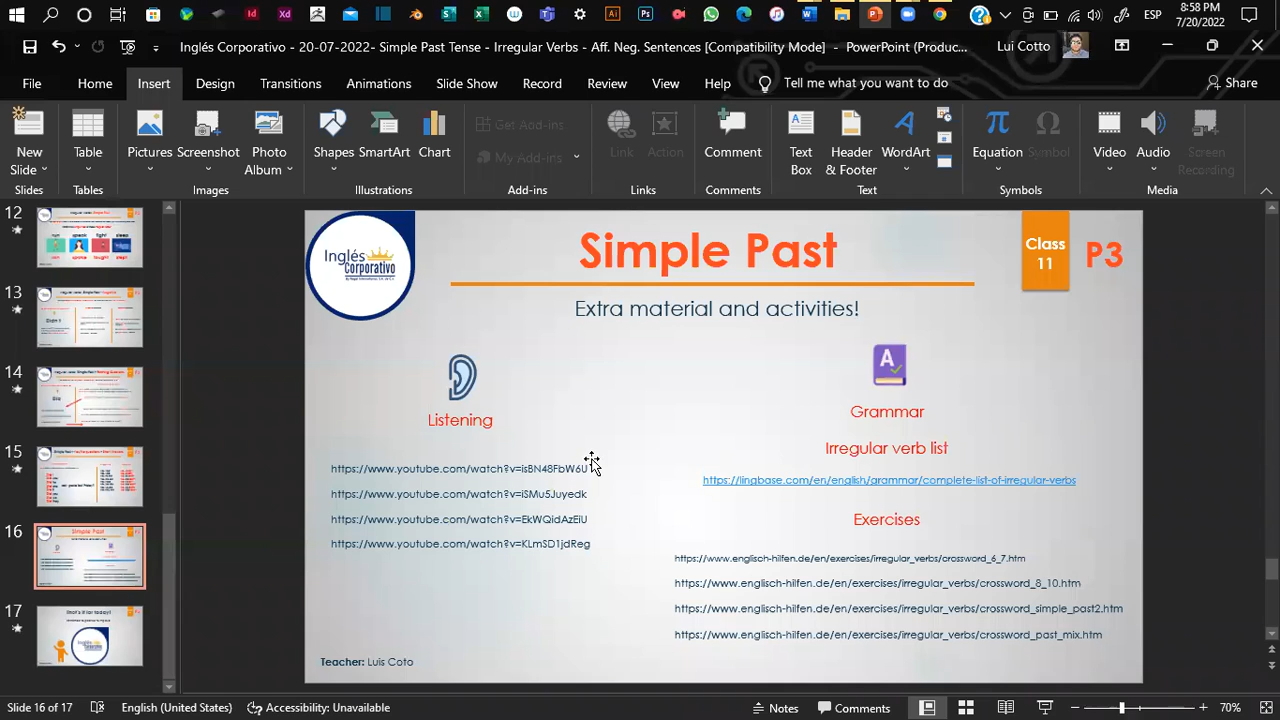 8:58 PM
ESP
7/20/2022
Inglés Corporativo - 20-07-2022- Simple Past Tense - Irregular Verbs - Aff. Neg. Sentences [Compatibility Mode] - PowerPoint (Produc...
Lui Cotto
File Home Insert Design Transitions Animations Slide Show Record Review View Help Tell me what you want to do Share
New Slide
Table
Pictures
Screenshot
Photo Album
Shapes
SmartArt
Chart
Get Add-ins
My Add-ins
Link
Action
Comment
Text Box
Header & Footer
WordArt
Equation
Symbol
Video
Audio
Screen Recording
Slides Tables Images Illustrations Add-ins Links Comments Text Symbols Media
12
13
14
15
16
17
Inglés
Corporativo
Simple Past
Class 11
P3
Extra material and activities!
Listening
https://www.youtube.com/watch?v=isBN48FbW6U
https://www.youtube.com/watch?v=iSMu5Juyedk
https://www.youtube.com/watch?v=EkWQidAzEiU
https://www.youtube.com/watch?v=KLmSD1jdReg
Grammar
Irregular verb list
https://lingbase.com/en/english/grammar/complete-list-of-irregular-verbs
Exercises
https://www.englisch-hilfen.de/en/exercises/irregular_verbs/crossword_6_7.htm
https://www.englisch-hilfen.de/en/exercises/irregular_verbs/crossword_8_10.htm
https://www.englisch-hilfen.de/en/exercises/irregular_verbs/crossword_simple_past2.htm
https://www.englisch-hilfen.de/en/exercises/irregular_verbs/crossword_past_mix.htm
Teacher: Luis Coto
Slide 16 of 17 English (United States) Accessibility: Unavailable Notes Comments 70%